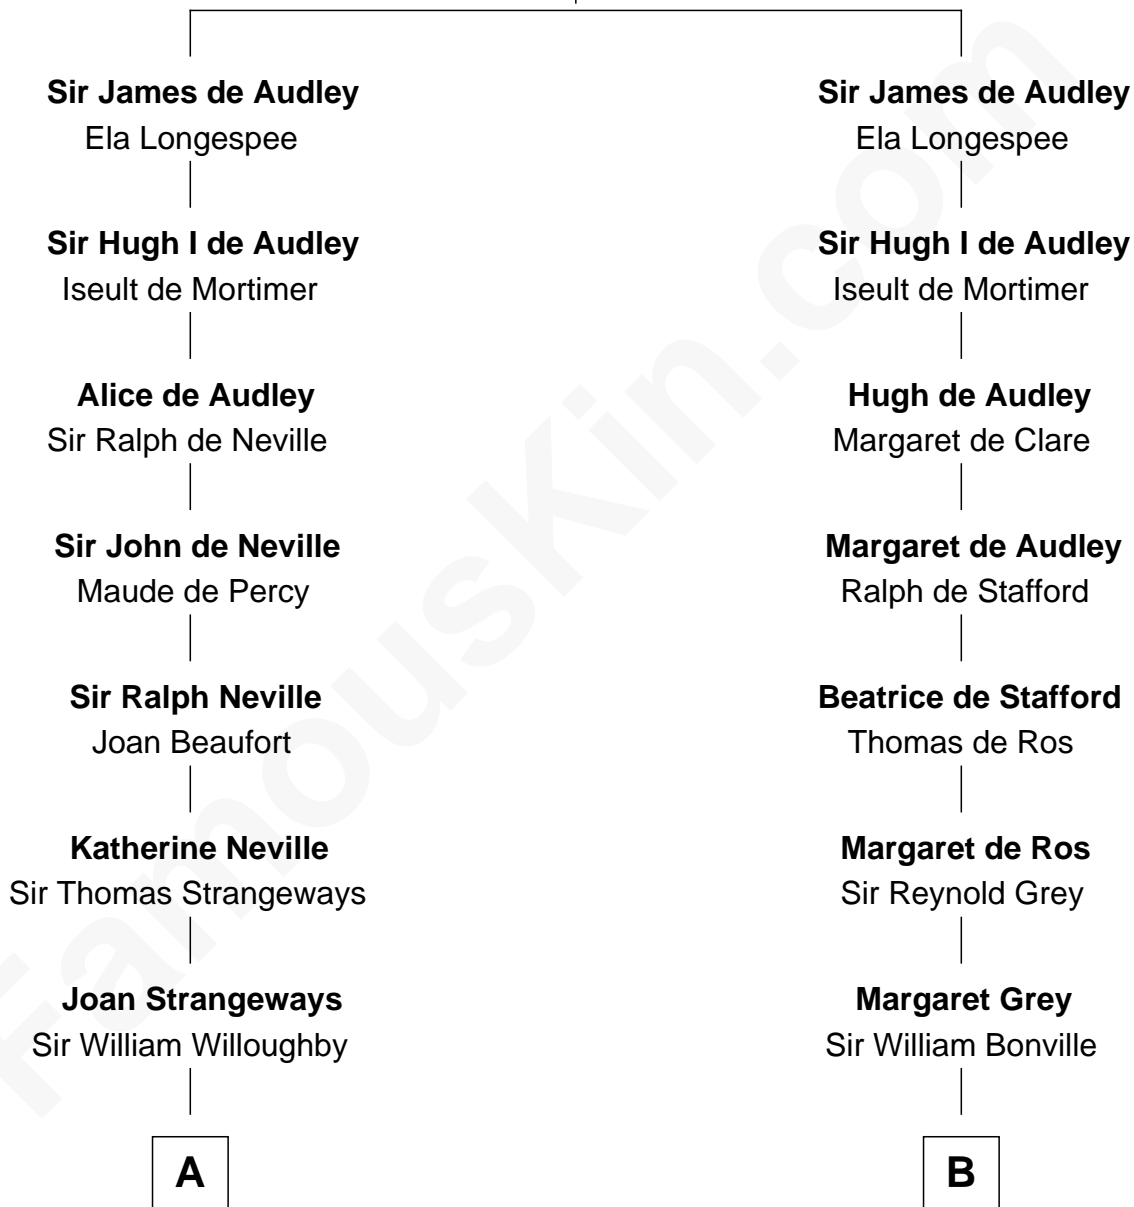 Sir James de Audley
Ela Longespee
Sir Hugh I de Audley
Iseult de Mortimer
Alice de Audley
Sir Ralph de Neville
Sir John de Neville
Maude de Percy
Sir Ralph Neville
Joan Beaufort
Katherine Neville
Sir Thomas Strangeways
Joan Strangeways
Sir William Willoughby
A
Sir James de Audley
Ela Longespee
Sir Hugh I de Audley
Iseult de Mortimer
Hugh de Audley
Margaret de Clare
Margaret de Audley
Ralph de Stafford
Beatrice de Stafford
Thomas de Ros
Margaret de Ros
Sir Reynold Grey
Margaret Grey
Sir William Bonville
B
FamousKin.com